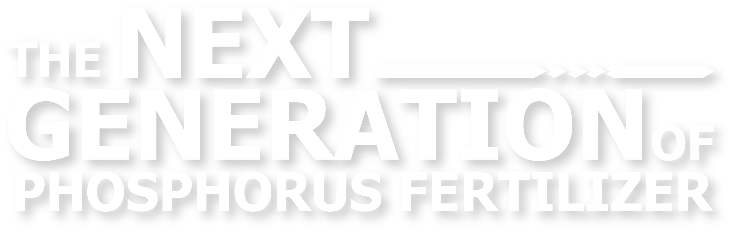 THE NEXT
GENERATION OF
PHOSPHORUS FERTILIZER